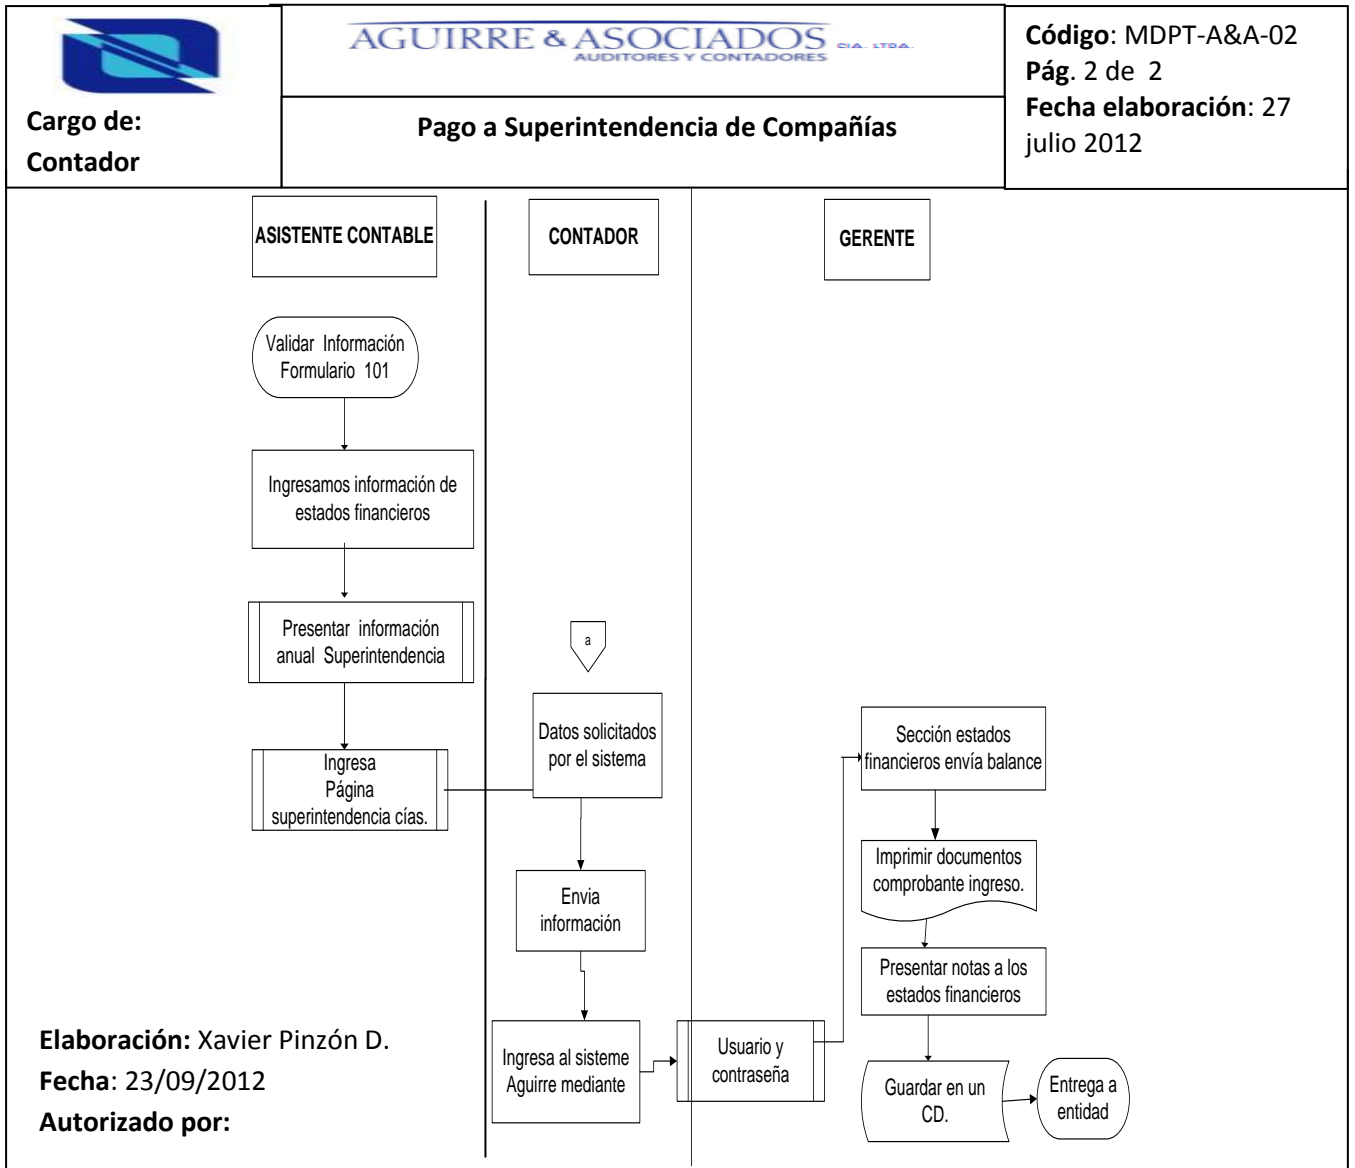 AGUIRRE & ASOCIADOS CIA. LTDA.
AUDITORES Y CONTADORES
Cargo de:
Contador
Pago a Superintendencia de Compañías
Código: MDPT-A&A-02
Pág. 2 de 2
Fecha elaboración: 27
julio 2012
ASISTENTE CONTABLE
CONTADOR
GERENTE
Validar Información
Formulario 101
Ingresamos información de
estados financieros
Presentar información
anual Superintendencia
Ingresa
Página
superintendencia cías.
a
Datos solicitados
por el sistema
Envia
información
Ingresa al sisteme
Aguirre mediante
Usuario y
contraseña
Sección estados
financieros envía balance
Imprimir documentos
comprobante ingreso.
Presentar notas a los
estados financieros
Guardar en un
CD.
Entrega a
entidad
Elaboración: Xavier Pinzón D.
Fecha: 23/09/2012
Autorizado por: